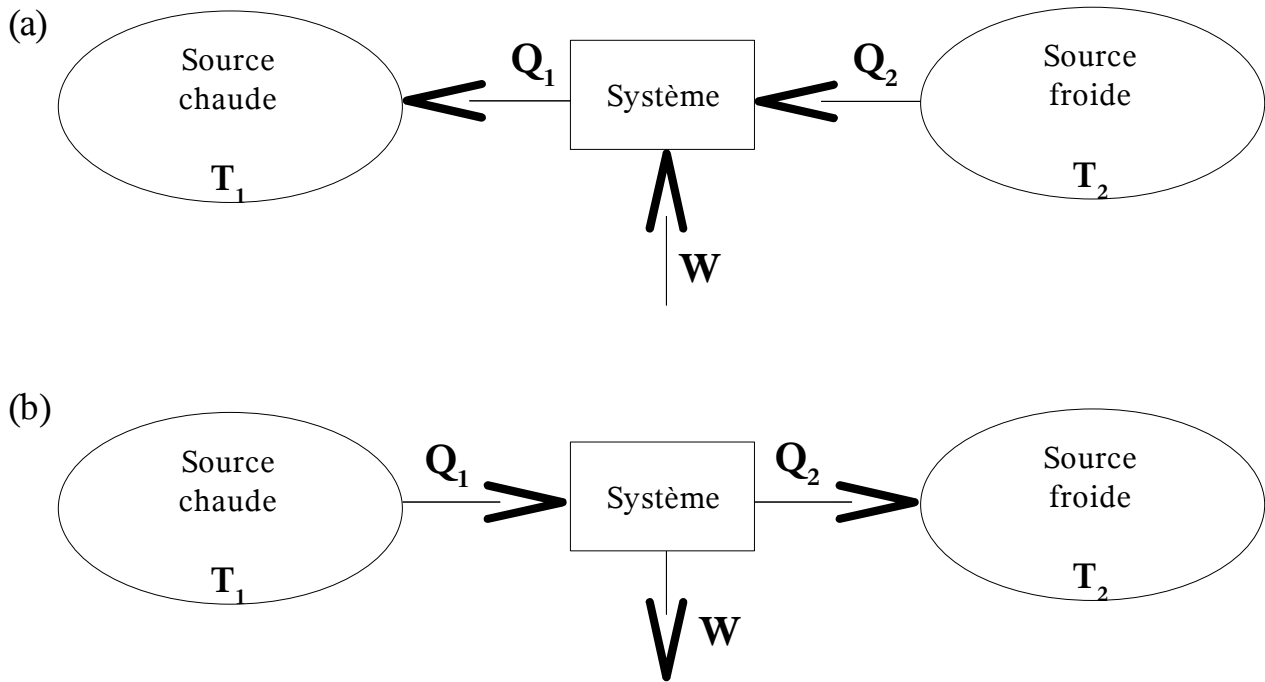 (a)
Source
chaude
T₁
Q₁
Système
W
Q₂
Source
froide
T₂
(b)
Source
chaude
T₁
Q₁
Système
W
Q₂
Source
froide
T₂